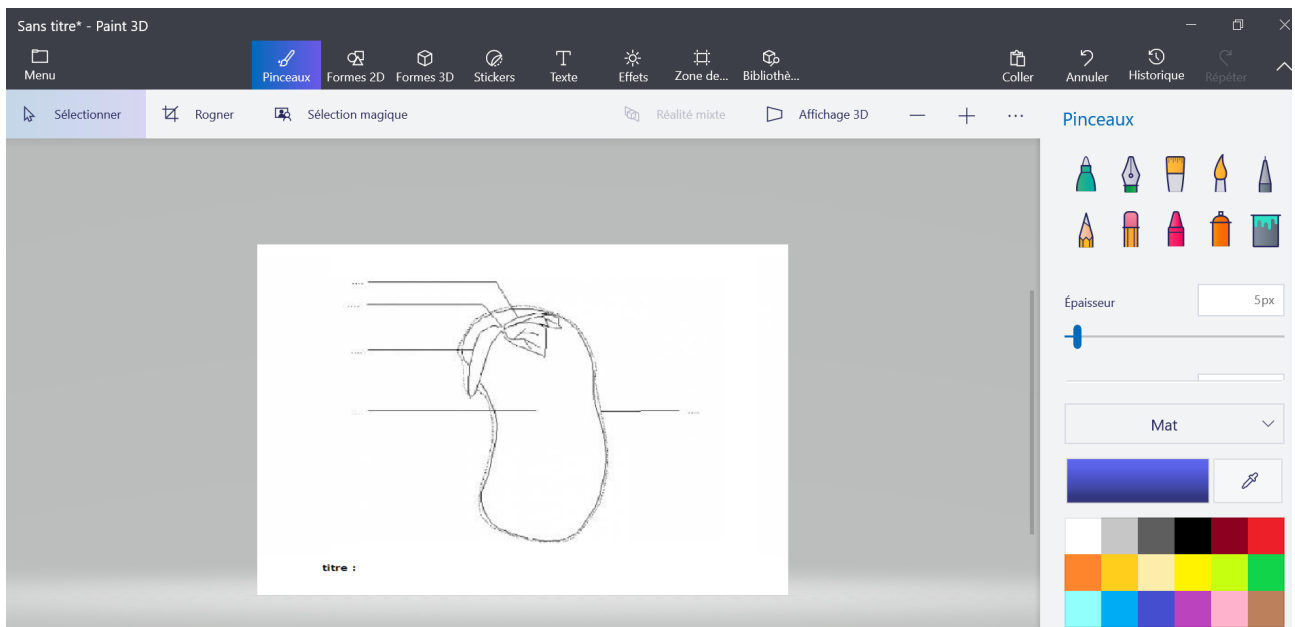 Sans titre* - Paint 3D
Menu
Pinceaux
Formes 2D
Formes 3D
Stickers
Texte
Effets
Zone de...
Bibliothè...
Coller
Annuler
Historique
Répéter
Sélectionner
Rogner
Sélection magique
Réalité mixte
Affichage 3D
Pinceaux
Épaisseur
5px
Mat
titre :